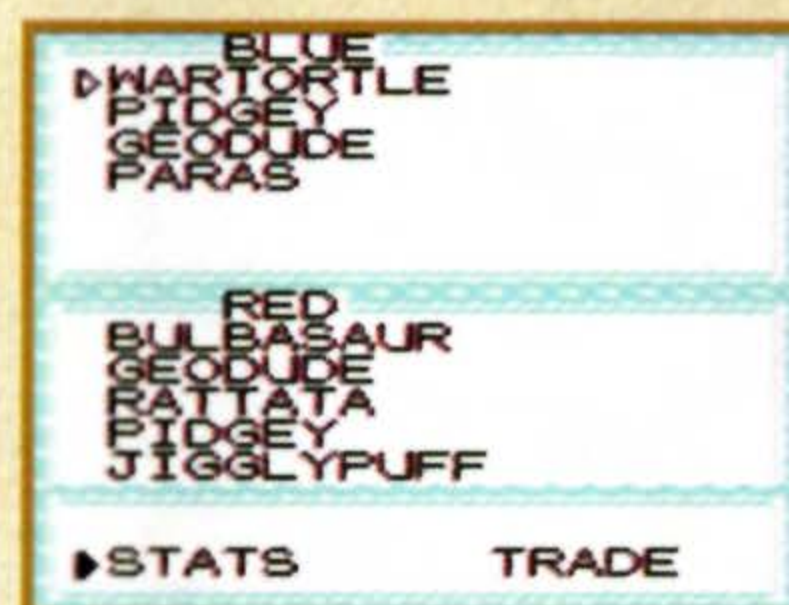 BLUE
▷WARTORTLE
PIDGEY
GEODUDE
PARAS
RED
BULBASAUR
GEODUDE
RATTATA
PIDGEY
JIGGLYPUFF
▶STATS TRADE